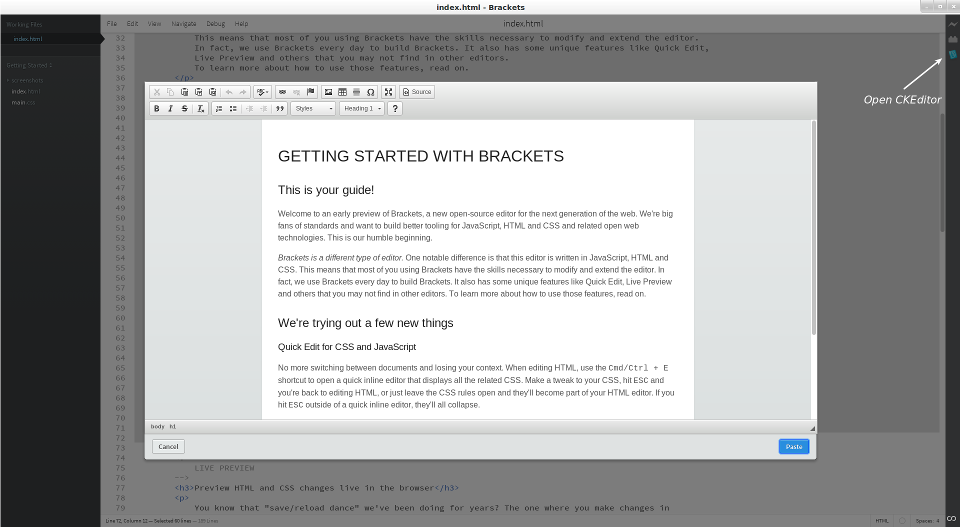 index.html - Brackets
Working Files
index.html
Getting Started
screenshots
index.html
main.css
File Edit View Navigate Debug Help
index.html
32 This means that most of you using Brackets have the skills necessary to modify and extend the editor.
33 In fact, we use Brackets every day to build Brackets. It also has some unique features like Quick Edit,
34 Live Preview and others that you may not find in other editors.
35 To learn more about how to use those features, read on.
36 </p>
37
38
39
40
41
42
43
44
45
46
47
48
49
50
51
52
53
54
55
56
57
58
59
60
61
62
63
64
65
66
67
68
69
70
71
72
73
74
75 LIVE PREVIEW
76 -->
77 <h3>Preview HTML and CSS changes live in the browser</h3>
78 <p>
79 You know that "save/reload dance" we've been doing for years? The one where you make changes in
Open CKEditor
Source
B I S Styles Heading 1 ?
GETTING STARTED WITH BRACKETS
This is your guide!
Welcome to an early preview of Brackets, a new open-source editor for the next generation of the web. We're big
fans of standards and want to build better tooling for JavaScript, HTML and CSS and related open web
technologies. This is our humble beginning.
Brackets is a different type of editor. One notable difference is that this editor is written in JavaScript, HTML and
CSS. This means that most of you using Brackets have the skills necessary to modify and extend the editor. In
fact, we use Brackets every day to build Brackets. It also has some unique features like Quick Edit, Live Preview
and others that you may not find in other editors. To learn more about how to use those features, read on.
We're trying out a few new things
Quick Edit for CSS and JavaScript
No more switching between documents and losing your context. When editing HTML, use the Cmd/Ctrl + E
shortcut to open a quick inline editor that displays all the related CSS. Make a tweak to your CSS, hit ESC and
you're back to editing HTML, or just leave the CSS rules open and they'll become part of your HTML editor. If you
hit ESC outside of a quick inline editor, they'll all collapse.
body h1
Cancel
Paste
Line 72, Column 12 — Selected 60 lines —
HTML
Spaces: 4